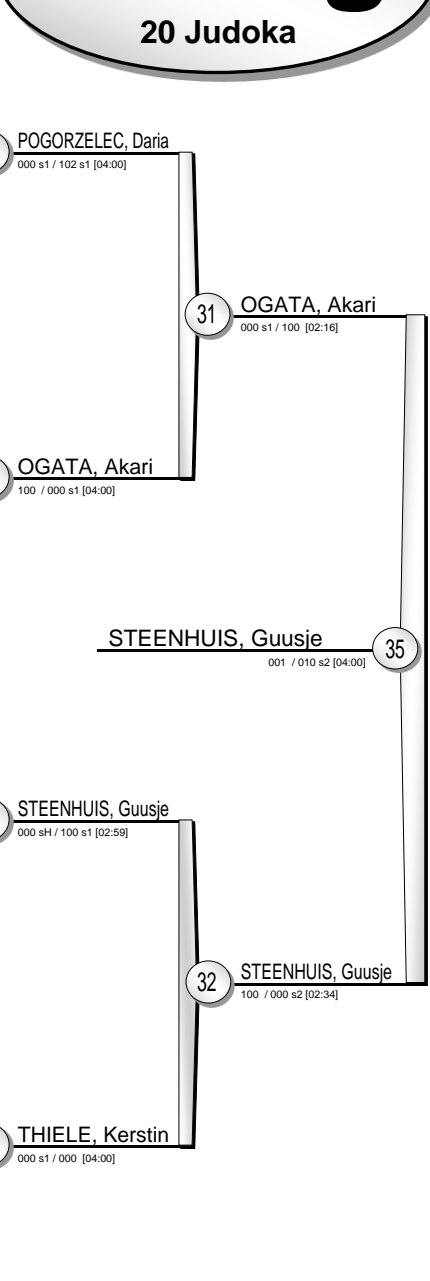 20 Judoka
POGORZELEC, Daria
000 s1 / 102 s1 [04:00]
31
OGATA, Akari
000 s1 / 100 [02:16]
OGATA, Akari
100 / 000 s1 [04:00]
STEENHUIS, Guusje
35
001 / 010 s2 [04:00]
STEENHUIS, Guusje
000 sH / 100 s1 [02:59]
32
STEENHUIS, Guusje
100 / 000 s2 [02:34]
THIELE, Kerstin
000 s1 / 000 [04:00]